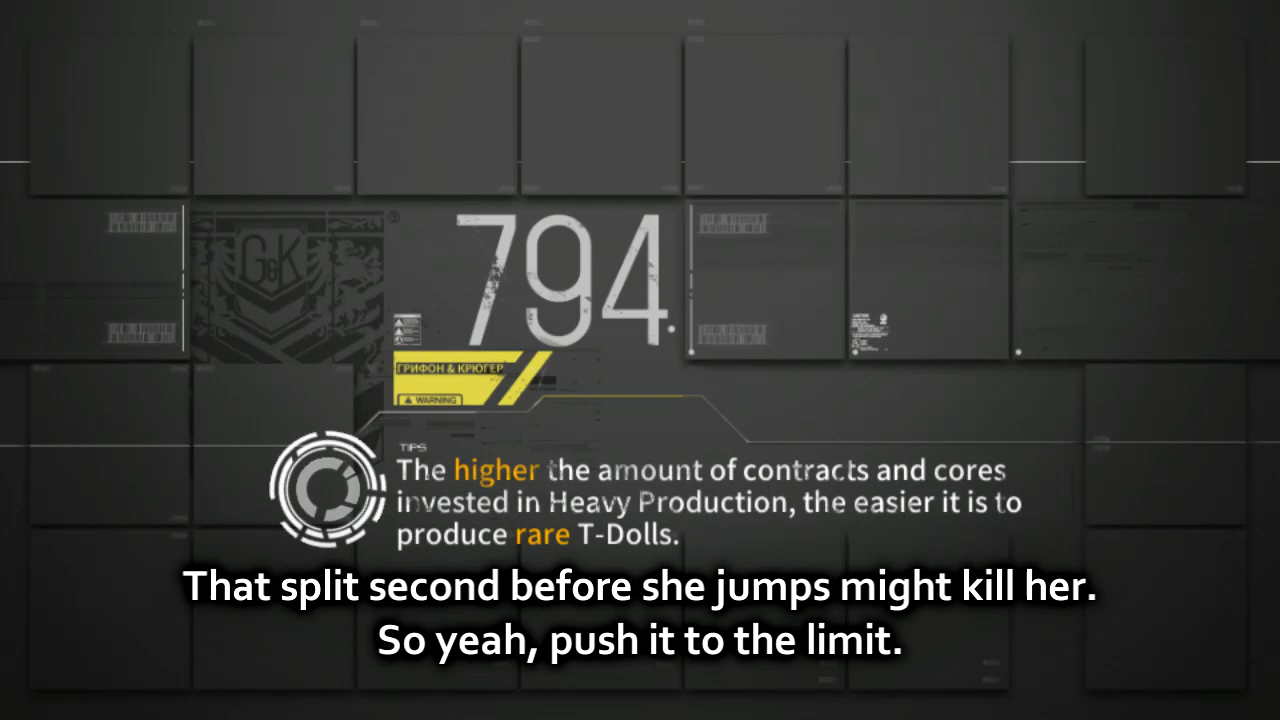 G&K
794.
ГРИФОН & КРЮГЕР
WARNING
TIPS
The higher the amount of contracts and cores
invested in Heavy Production, the easier it is to
produce rare T-Dolls.
That split second before she jumps might kill her.
So yeah, push it to the limit.